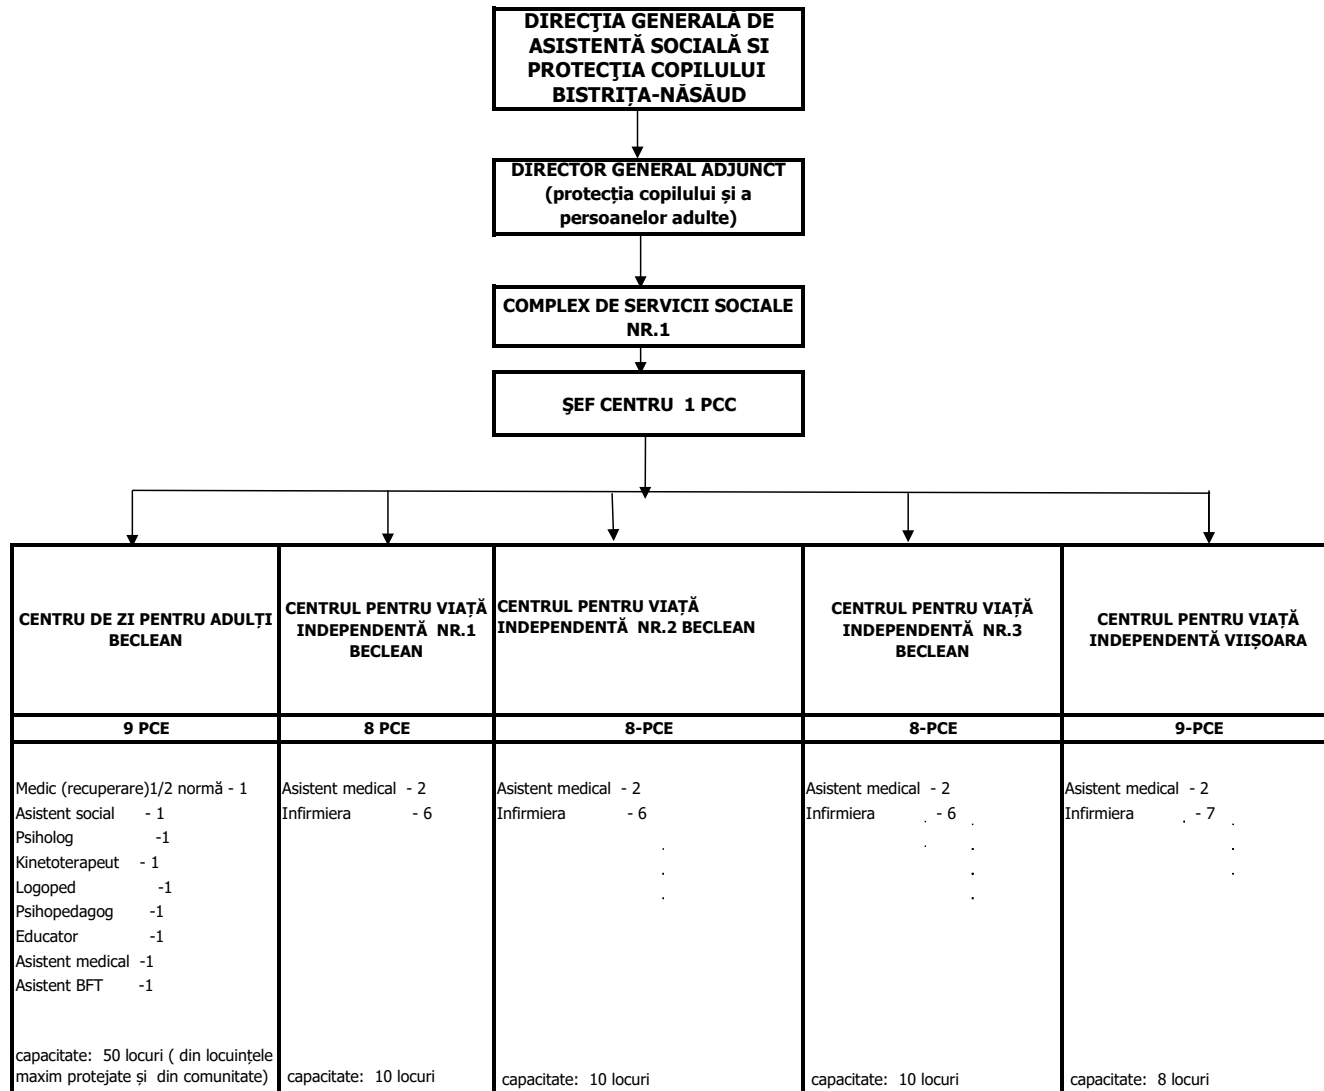 DIRECŢIA GENERALĂ DE
ASISTENTĂ SOCIALĂ SI
PROTECŢIA COPILULUI
BISTRIȚA-NĂSĂUD
DIRECTOR GENERAL ADJUNCT
(protecția copilului și a
persoanelor adulte)
COMPLEX DE SERVICII SOCIALE
NR.1
ŞEF CENTRU 1 PCC
CENTRU DE ZI PENTRU ADULȚI
BECLEAN
9 PCE
Medic (recuperare)1/2 normă - 1
Asistent social - 1
Psiholog -1
Kinetoterapeut - 1
Logoped -1
Psihopedagog -1
Educator -1
Asistent medical -1
Asistent BFT -1
capacitate: 50 locuri ( din locuințele
maxim protejate și din comunitate)
CENTRUL PENTRU VIAȚĂ
INDEPENDENTĂ NR.1
BECLEAN
8 PCE
Asistent medical - 2
Infirmiera - 6
capacitate: 10 locuri
CENTRUL PENTRU VIAȚĂ
INDEPENDENTĂ NR.2 BECLEAN
8-PCE
Asistent medical - 2
Infirmiera - 6
capacitate: 10 locuri
CENTRUL PENTRU VIAȚĂ
INDEPENDENTĂ NR.3
BECLEAN
8-PCE
Asistent medical - 2
Infirmiera - 6
capacitate: 10 locuri
CENTRUL PENTRU VIAȚĂ
INDEPENDENTĂ VIIȘOARA
9-PCE
Asistent medical - 2
Infirmiera - 7
capacitate: 8 locuri